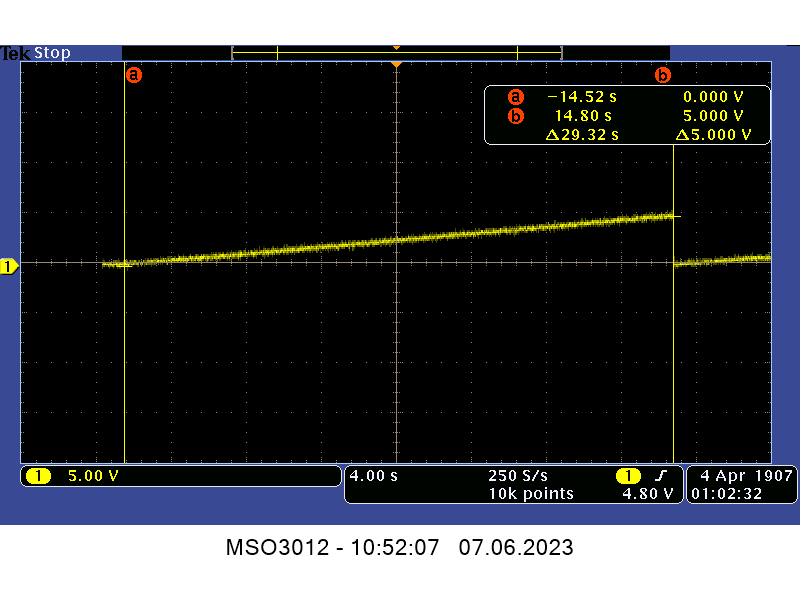 Tek Stop
a
b
a −14.52 s 0.000 V
b 14.80 s 5.000 V
Δ29.32 s Δ5.000 V
1
1 5.00 V
4.00 s 250 S/s 1
10k points 4.80 V
4 Apr 1907
01:02:32
MSO3012 - 10:52:07 07.06.2023